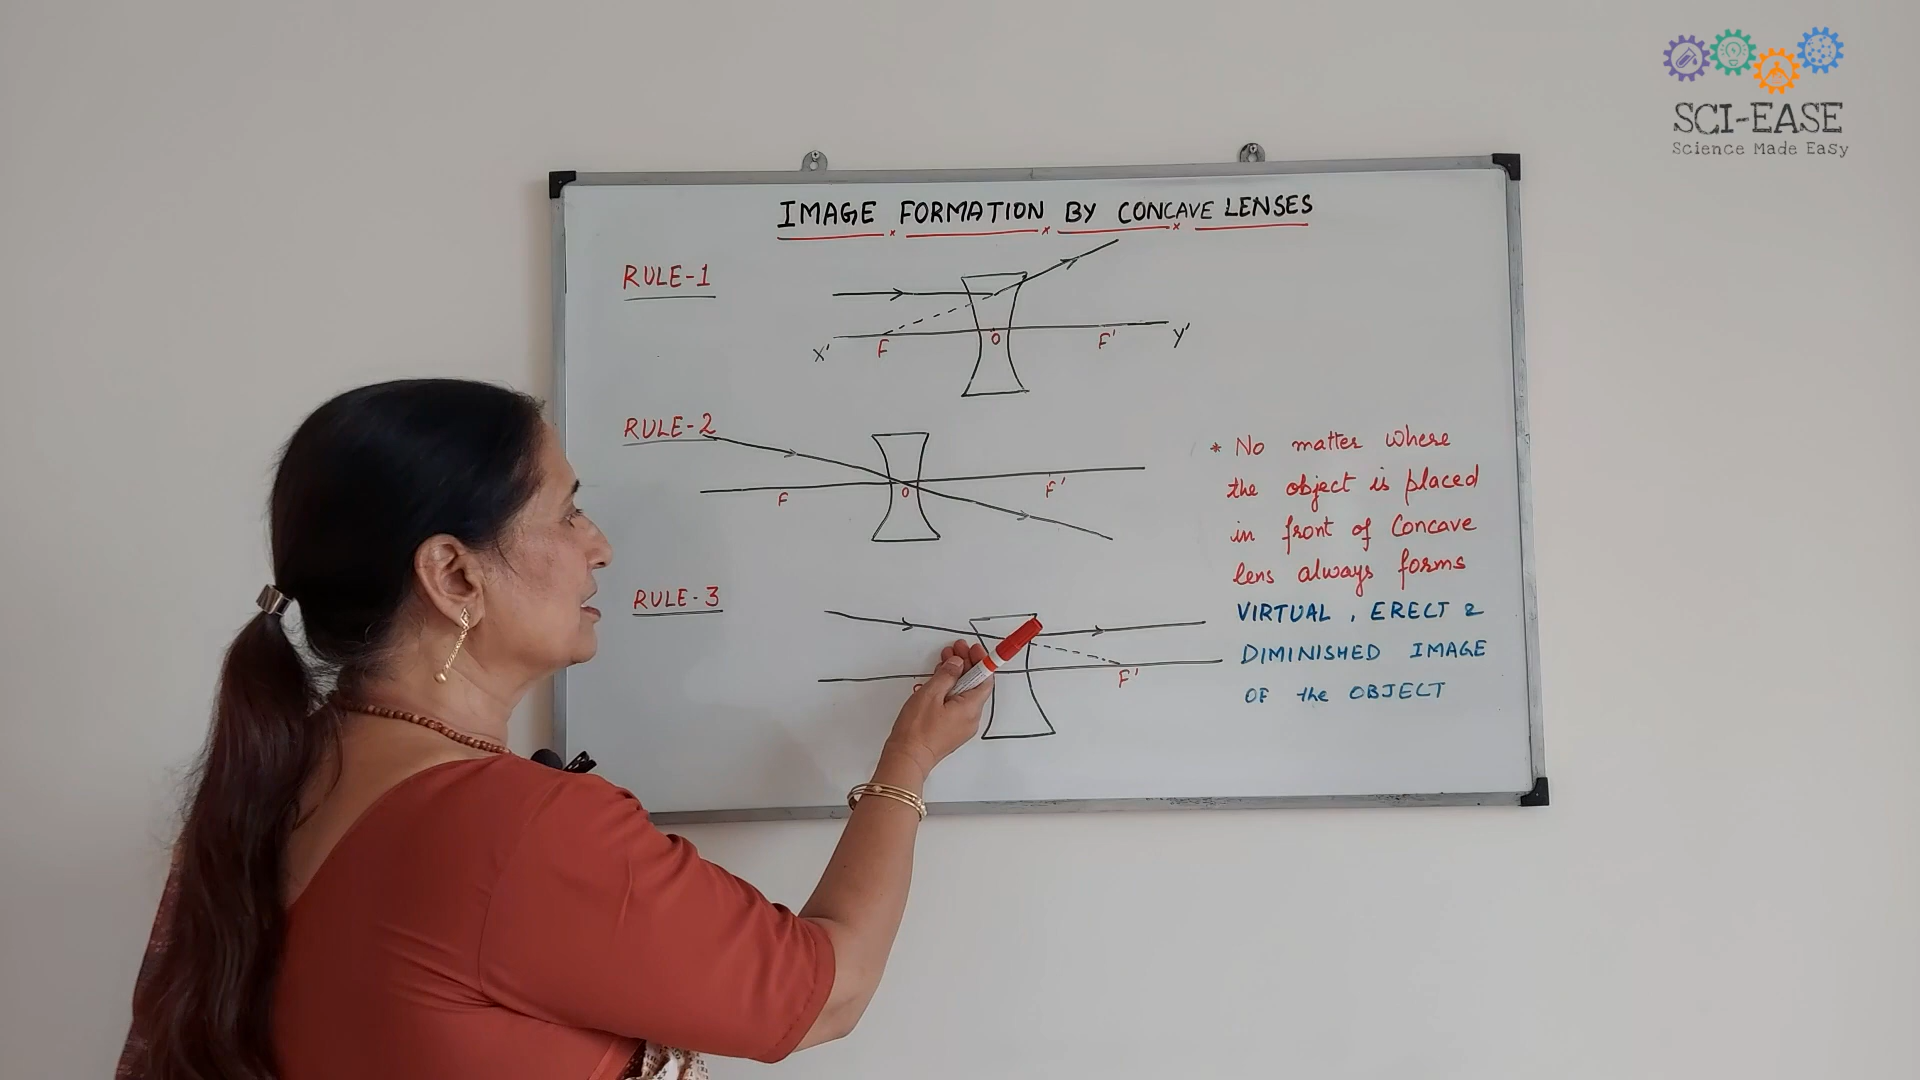 SCI-EASE
Science Made Easy
IMAGE FORMATION BY CONCAVE LENSES
RULE-1
X' F O F' Y'
RULE-2
F O F'
RULE-3
F'
* No matter where
the object is placed
in front of Concave
lens always forms
VIRTUAL, ERECT &
DIMINISHED IMAGE
OF the OBJECT